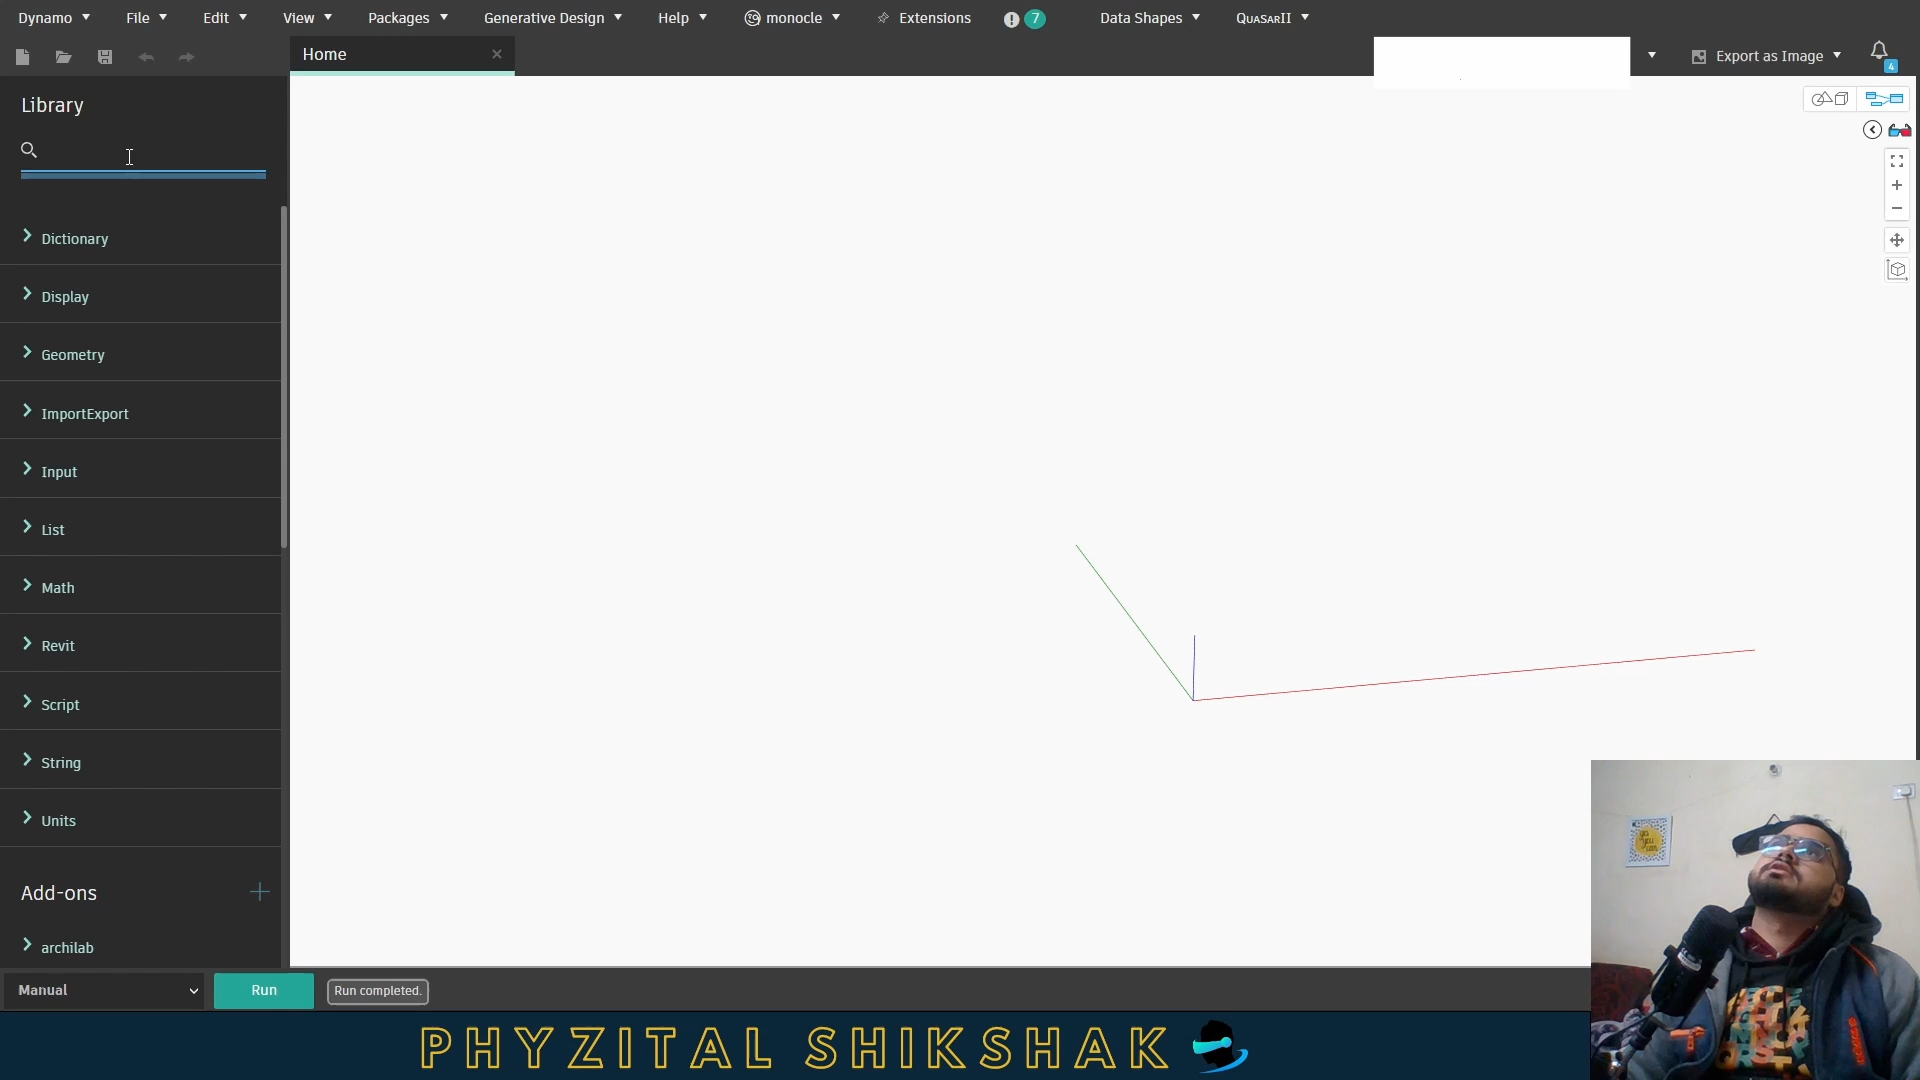 Dynamo File Edit View Packages Generative Design Help monocle Extensions 7 Data Shapes QuasarII
Home Export as Image 4
Library
Dictionary
Display
Geometry
ImportExport
Input
List
Math
Revit
Script
String
Units
Add-ons
archilab
Manual Run Run completed.
PHYZITAL SHIKSHAK